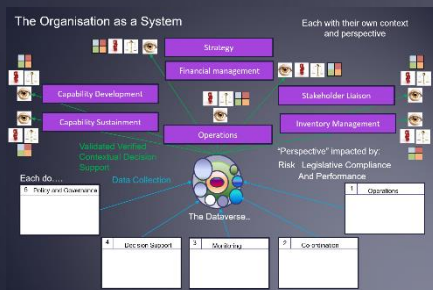 The Organisation as a System
Each with their own context
and perspective
Strategy
Financial management
Capability Development
Stakeholder Liaison
Capability Sustainment
Operations
Inventory Management
Validated Verified
Contextual Decision
Support
"Perspective" impacted by:
Risk Legislative Compliance
And Performance
Each do....
Data Collection
5 Policy and Governance
The Dataverse..
1 Operations
4 Decision Support
3 Monitoring
2 Co-ordination